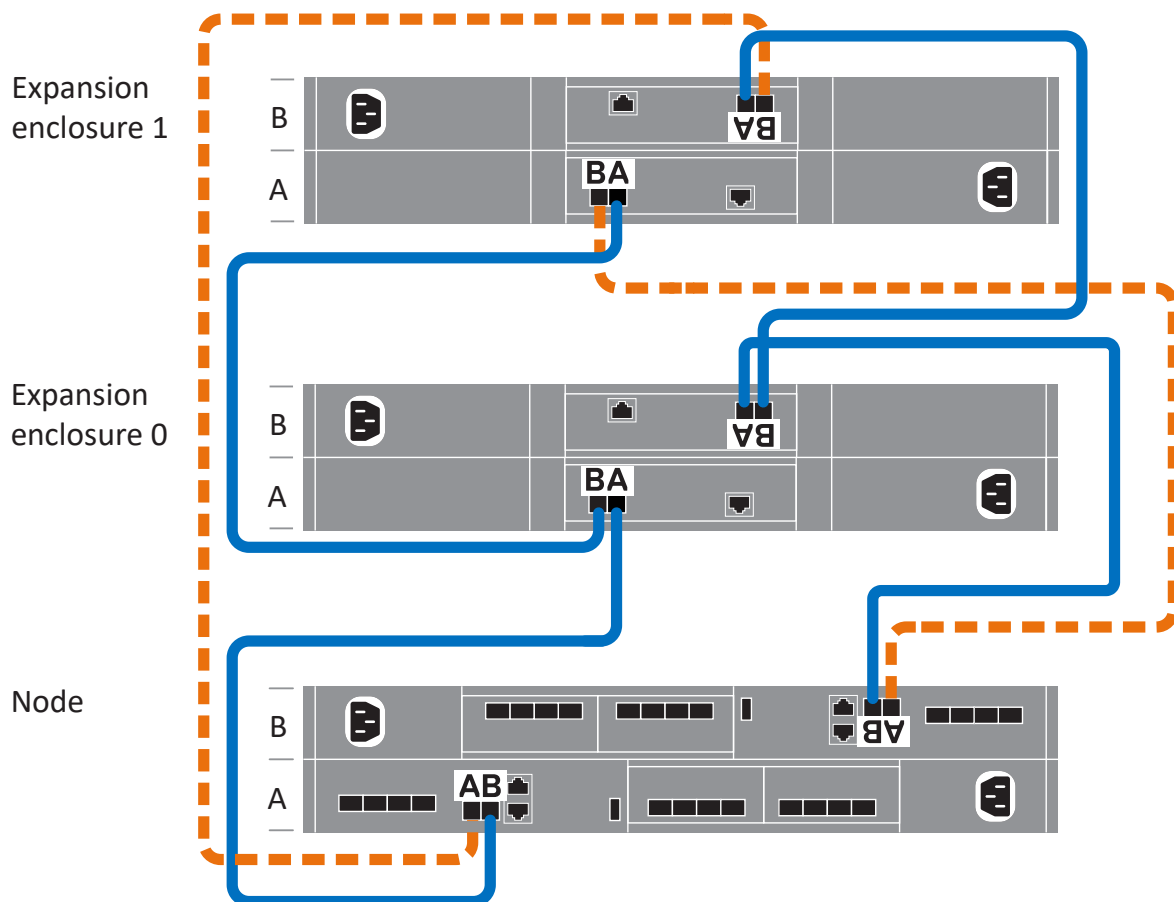 Expansion
enclosure 1
B
BA
A
BA
Expansion
enclosure 0
B
BA
A
BA
Node
B
AB
A
AB